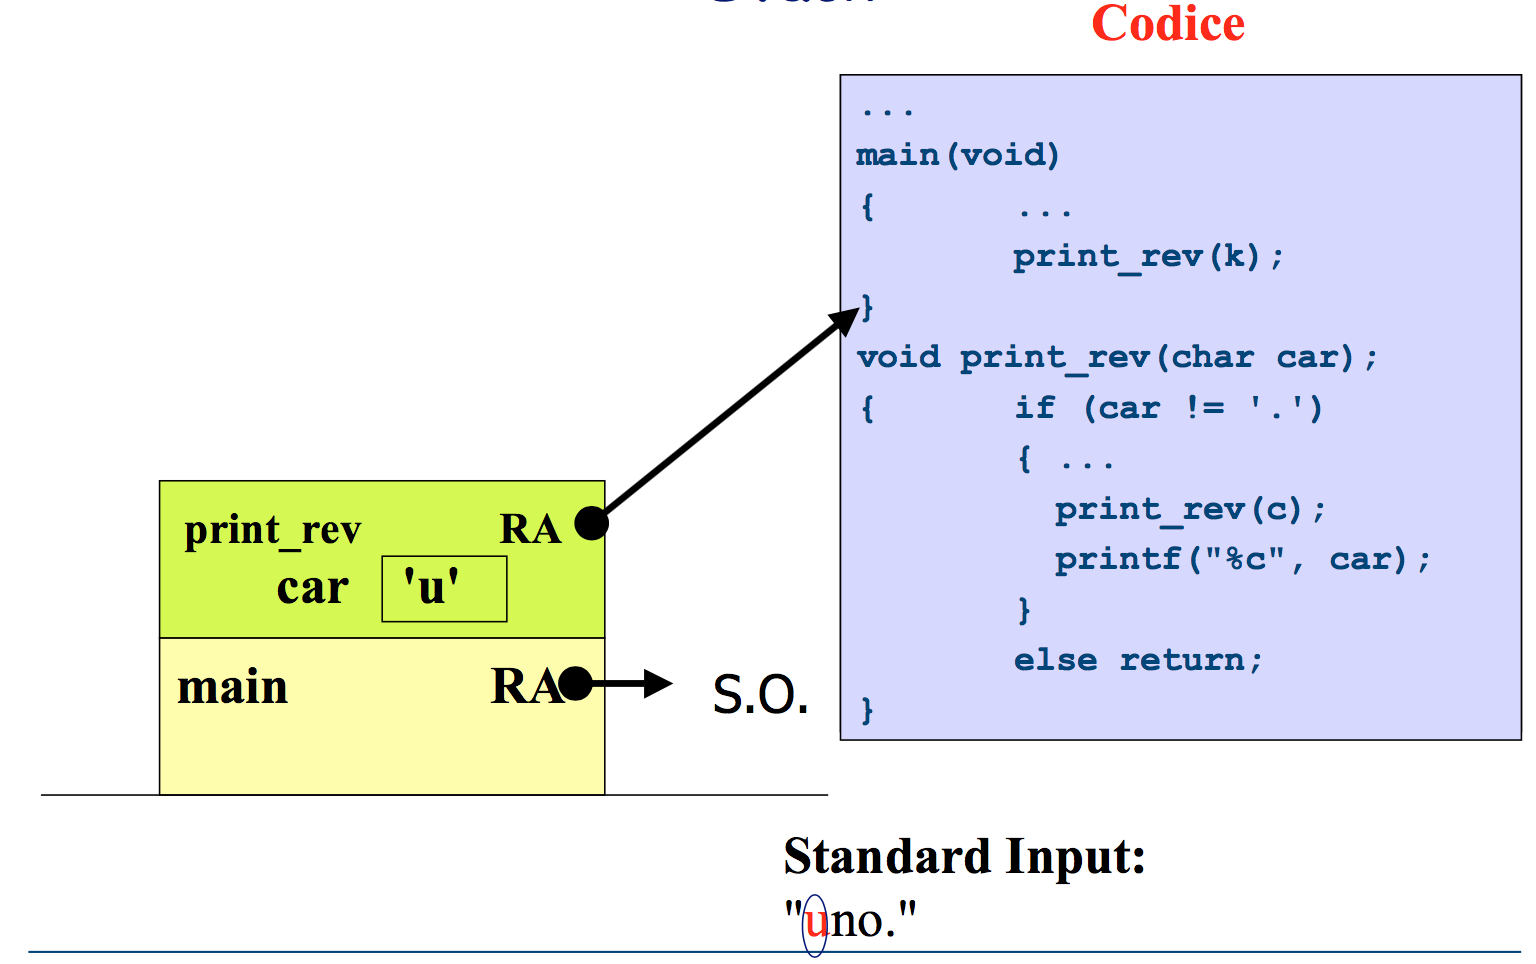 Codice
...
main(void)
{ ...
print_rev(k);
}
void print_rev(char car);
{ if (car != '.')
{ ...
print_rev(c);
printf("%c", car);
}
else return;
}
print_rev RA
car 'u'
main RA
S.O.
Standard Input:
"uno."